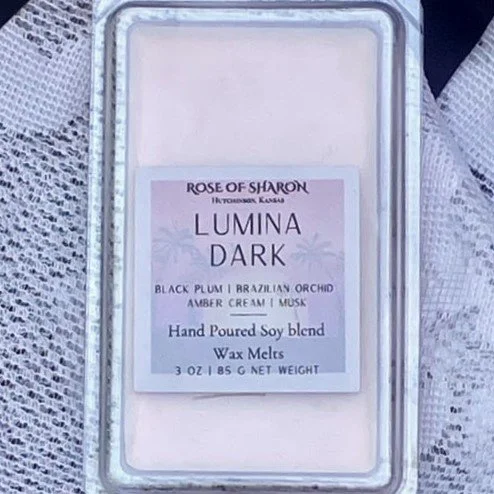 ROSE OF SHARON
HUTCHINSON, KANSAS
LUMINA
DARK
BLACK PLUM | BRAZILIAN ORCHID
AMBER CREAM | MUSK
Hand Poured Soy blend
Wax Melts
3 OZ | 85 G NET WEIGHT